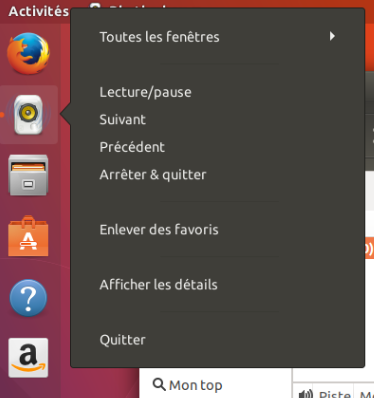 Activités
Toutes les fenêtres
Lecture/pause
Suivant
Précédent
Arrêter & quitter
Enlever des favoris
Afficher les détails
Quitter
Mon top
Piste